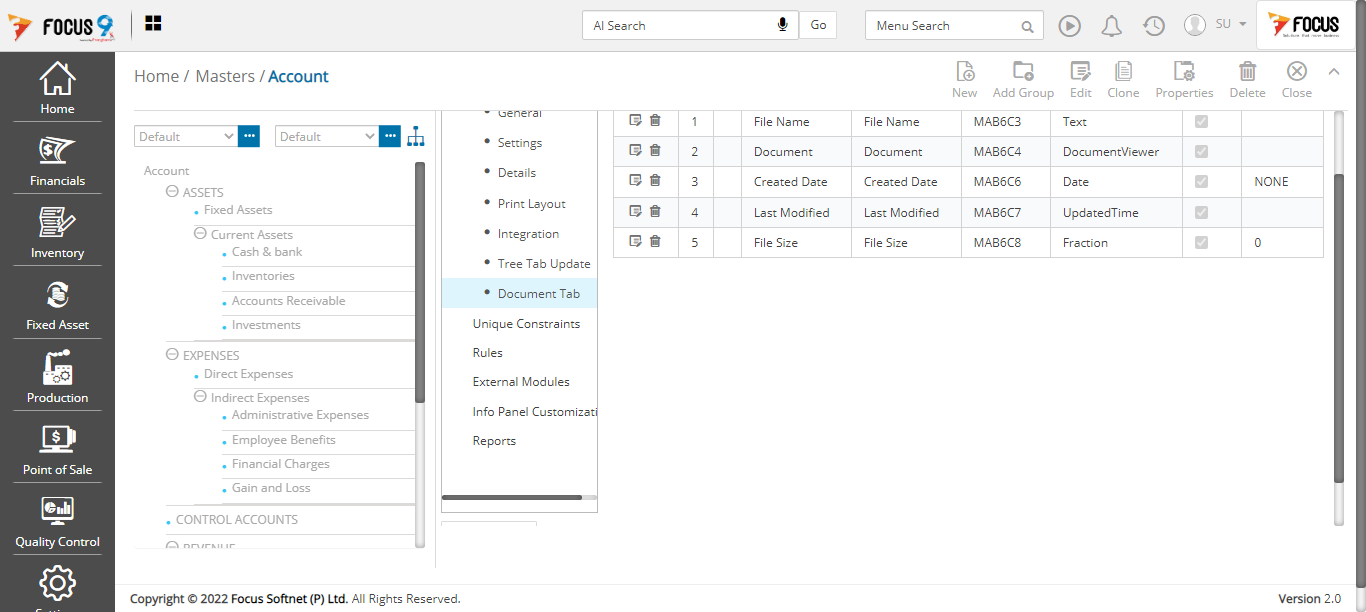 FOCUS 9
AI Search
Go
Menu Search
SU
FOCUS
Home
Financials
Inventory
Fixed Asset
Production
Point of Sale
Quality Control
Home / Masters / Account
New
Add Group
Edit
Clone
Properties
Delete
Close
Default
Default
Account
ASSETS
Fixed Assets
Current Assets
Cash & bank
Inventories
Accounts Receivable
Investments
EXPENSES
Direct Expenses
Indirect Expenses
Administrative Expenses
Employee Benefits
Financial Charges
Gain and Loss
CONTROL ACCOUNTS
REVENUE
General
Settings
Details
Print Layout
Integration
Tree Tab Update
Document Tab
Unique Constraints
Rules
External Modules
Info Panel Customizati
Reports
1 File Name File Name MAB6C3 Text
2 Document Document MAB6C4 DocumentViewer
3 Created Date Created Date MAB6C6 Date NONE
4 Last Modified Last Modified MAB6C7 UpdatedTime
5 File Size File Size MAB6C8 Fraction 0
Copyright © 2022 Focus Softnet (P) Ltd. All Rights Reserved.
Version 2.0